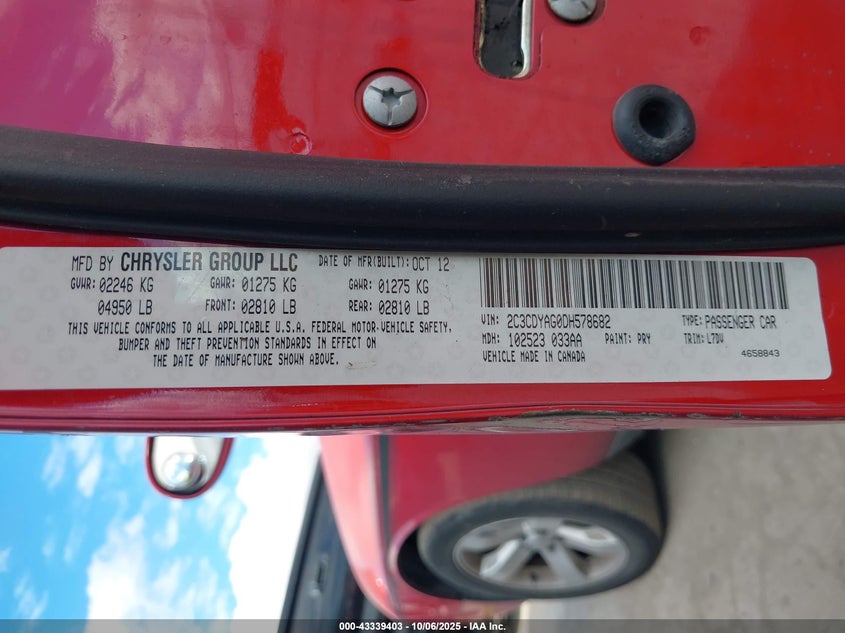 MFD BY CHRYSLER GROUP LLC DATE OF MFR(BUILT): OCT 12
GVWR: 02246 KG GAWR: 01275 KG GAWR: 01275 KG
04950 LB FRONT: 02810 LB REAR: 02810 LB
THIS VEHICLE CONFORMS TO ALL APPLICABLE U.S.A. FEDERAL MOTOR VEHICLE SAFETY,
BUMPER AND THEFT PREVENTION STANDARDS IN EFFECT ON
THE DATE OF MANUFACTURE SHOWN ABOVE.
VIN: 2C3CDYAG0DH578682 TYPE: PASSENGER CAR
MDH: 102523 033AA PAINT: PRY TRIM: L7DV
VEHICLE MADE IN CANADA 4658843
000-43339403 - 10/06/2025 - IAA Inc.